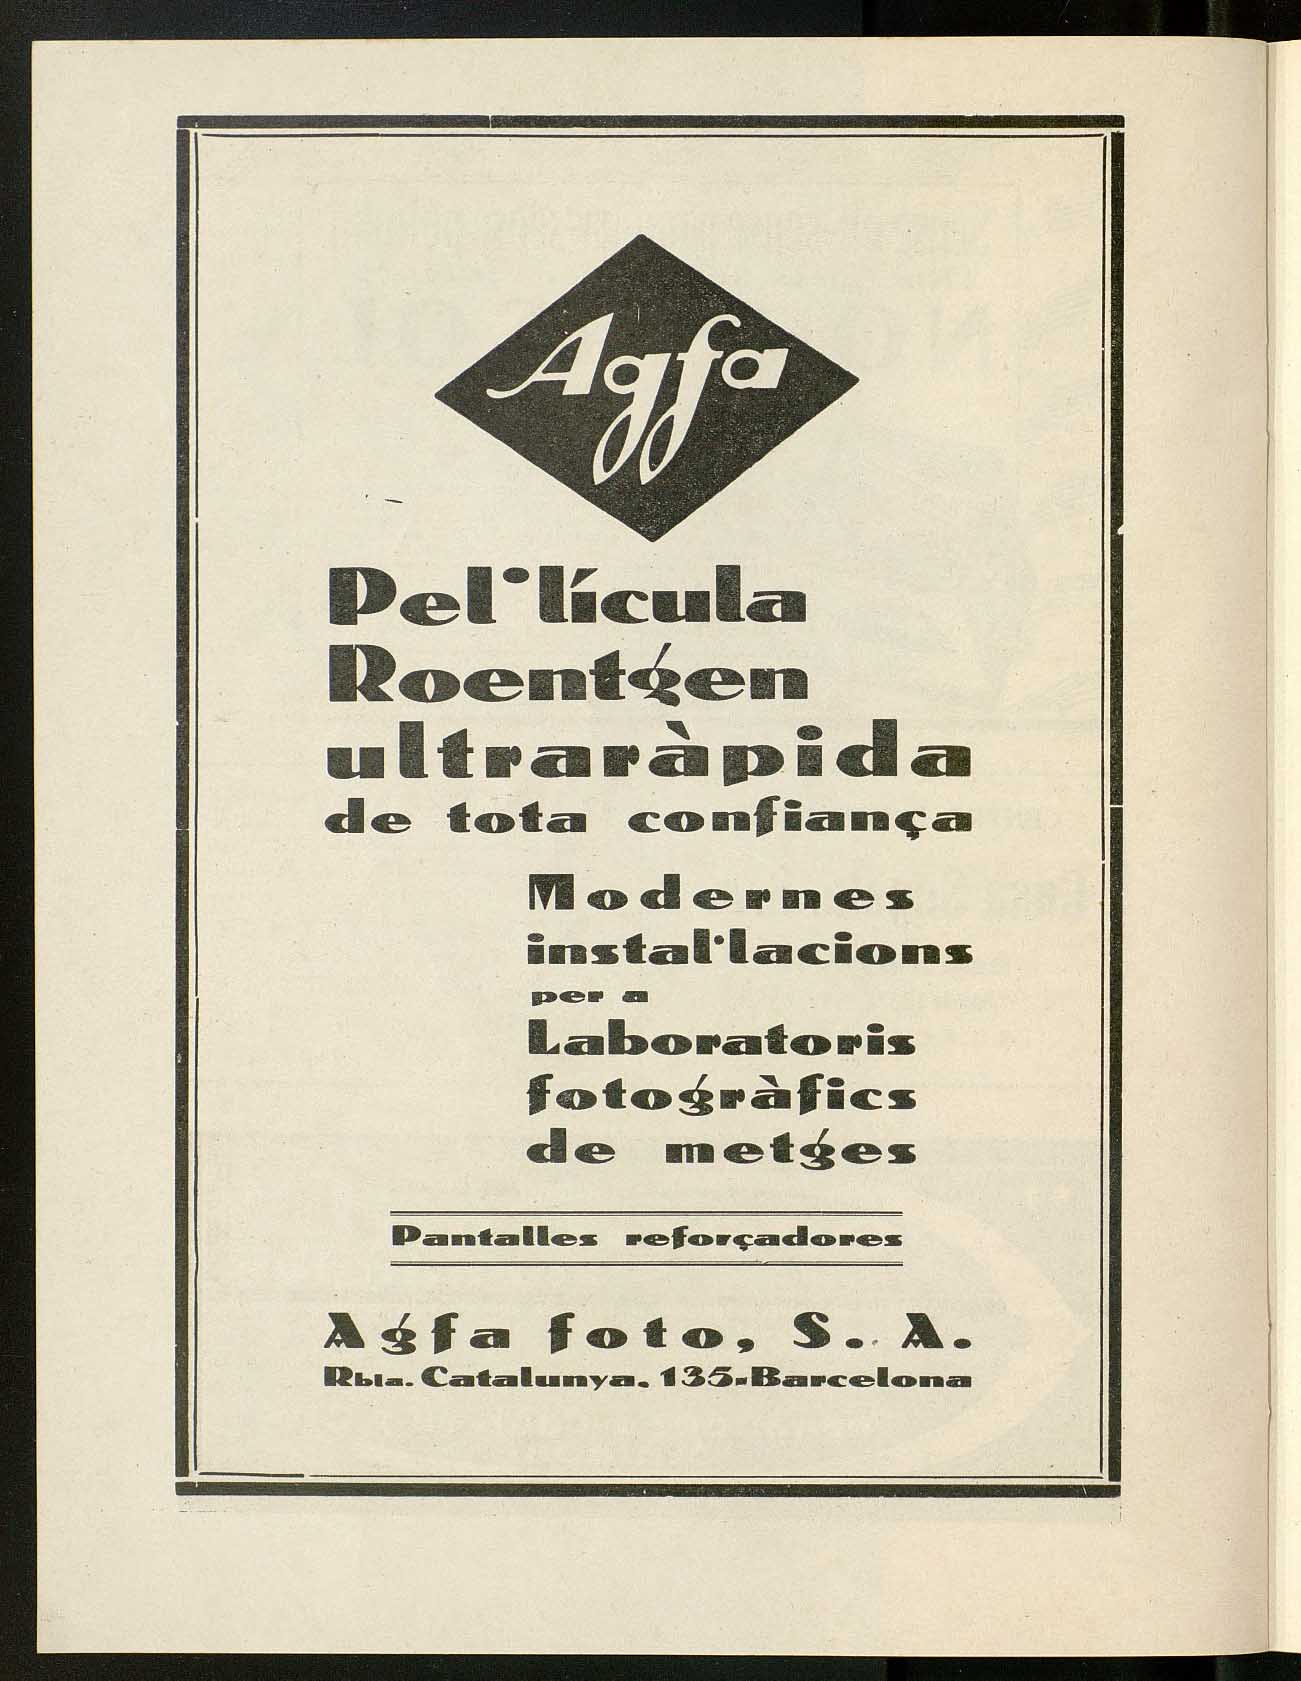 Agfa
Pel·lícula
Roentgen
ultraràpida
de tota confiança
Modernes
instal·lacions
per a
Laboratoris
fotogràfics
de metges
Pantalles reforçadores
Agfa foto, S. A.
Rbla. Catalunya, 135-Barcelona